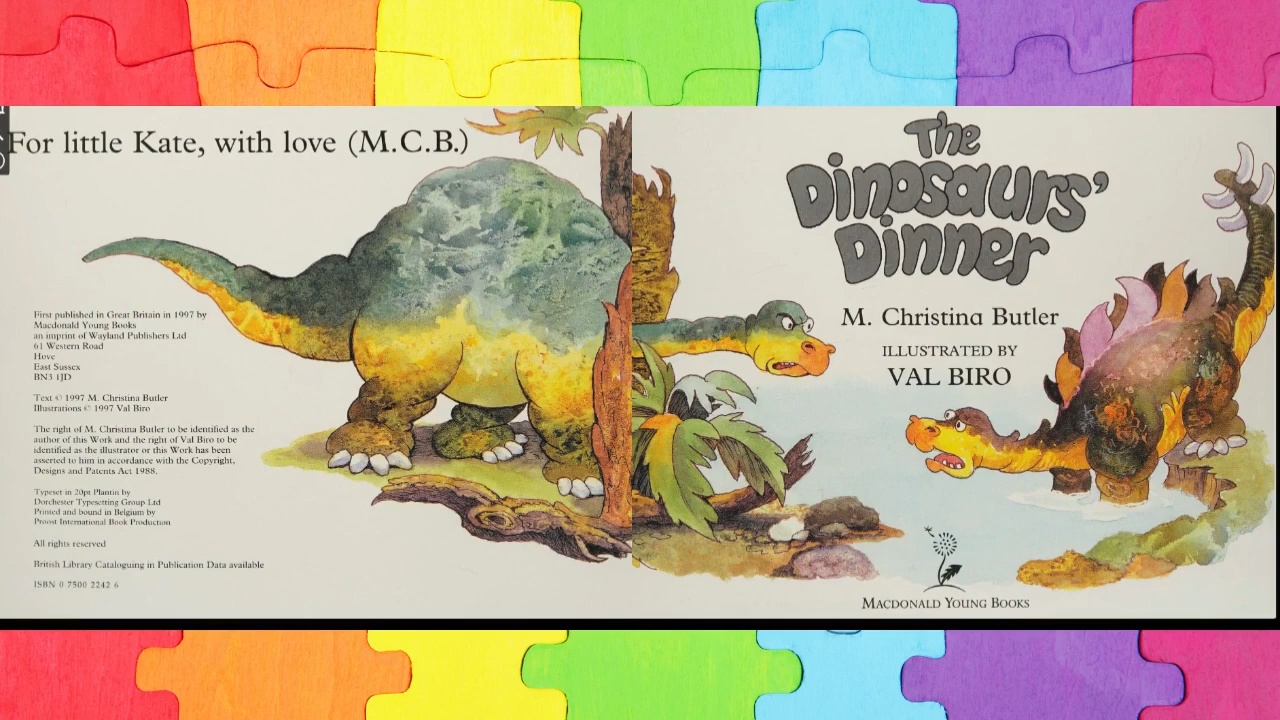 For little Kate, with love (M.C.B.)
First published in Great Britain in 1997 by
Macdonald Young Books
an imprint of Wayland Publishers Ltd
61 Western Road
Hove
East Sussex
BN3 1JD
Text © 1997 M. Christina Butler
Illustrations © 1997 Val Biro
The right of M. Christina Butler to be identified as the
author of this Work and the right of Val Biro to be
identified as the illustrator or this Work has been
asserted to him in accordance with the Copyright,
Designs and Patents Act 1988.
Typeset in 20pt Plantin by
Dorchester Typesetting Group Ltd
Printed and bound in Belgium by
Proost International Book Production
All rights reserved
British Library Cataloguing in Publication Data available
ISBN 0 7500 2242 6
The
Dinosaurs'
Dinner
M. Christina Butler
ILLUSTRATED BY
VAL BIRO
MACDONALD YOUNG BOOKS